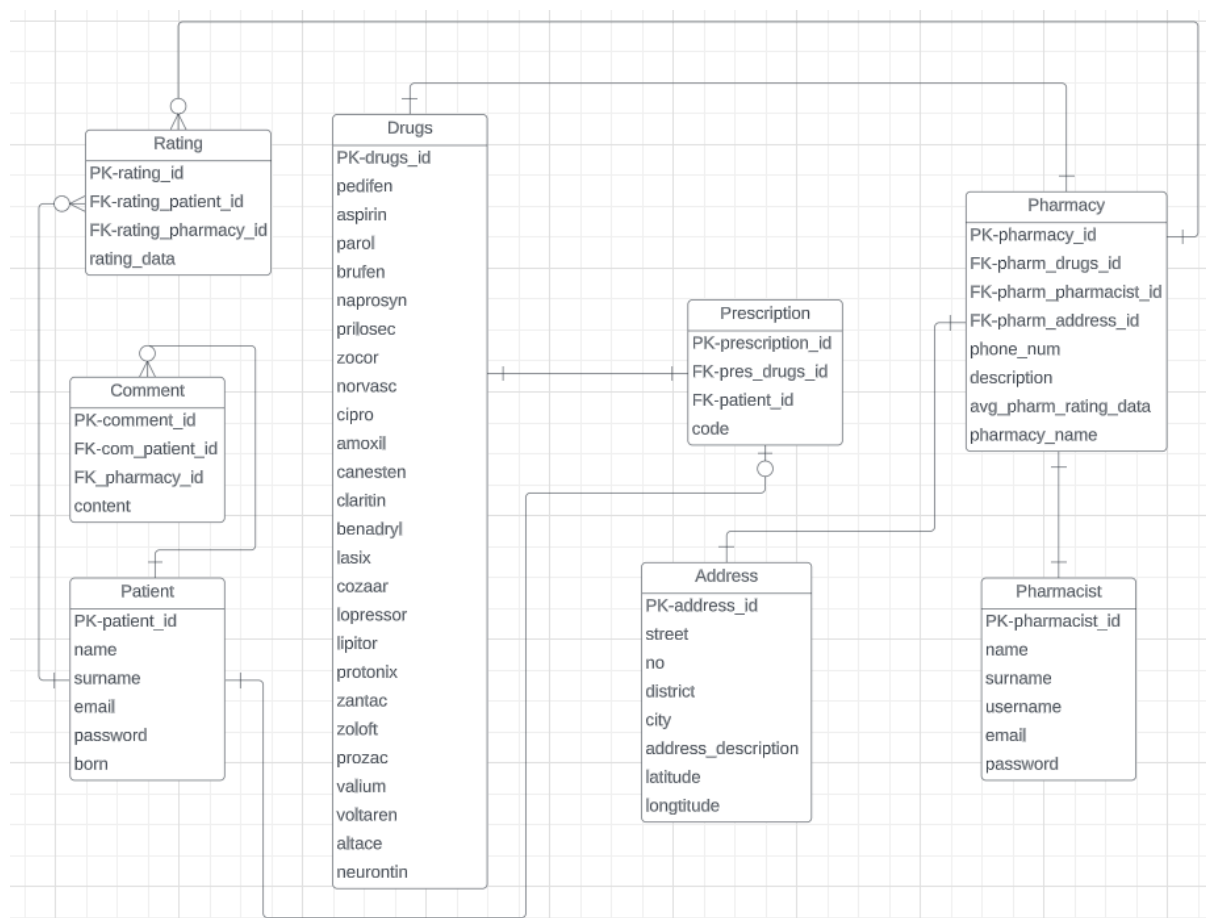 Rating
PK-rating_id
FK-rating_patient_id
FK-rating_pharmacy_id
rating_data
Comment
PK-comment_id
FK-com_patient_id
FK_pharmacy_id
content
Patient
PK-patient_id
name
surname
email
password
born
Drugs
PK-drugs_id
pedifen
aspirin
parol
brufen
naprosyn
prilosec
zocor
norvasc
cipro
amoxil
canesten
claritin
benadryl
lasix
cozaar
lopressor
lipitor
protonix
zantac
zoloft
prozac
valium
voltaren
altace
neurontin
Prescription
PK-prescription_id
FK-pres_drugs_id
FK-patient_id
code
Address
PK-address_id
street
no
district
city
address_description
latitude
longtitude
Pharmacy
PK-pharmacy_id
FK-pharm_drugs_id
FK-pharm_pharmacist_id
FK-pharm_address_id
phone_num
description
avg_pharm_rating_data
pharmacy_name
Pharmacist
PK-pharmacist_id
name
surname
username
email
password